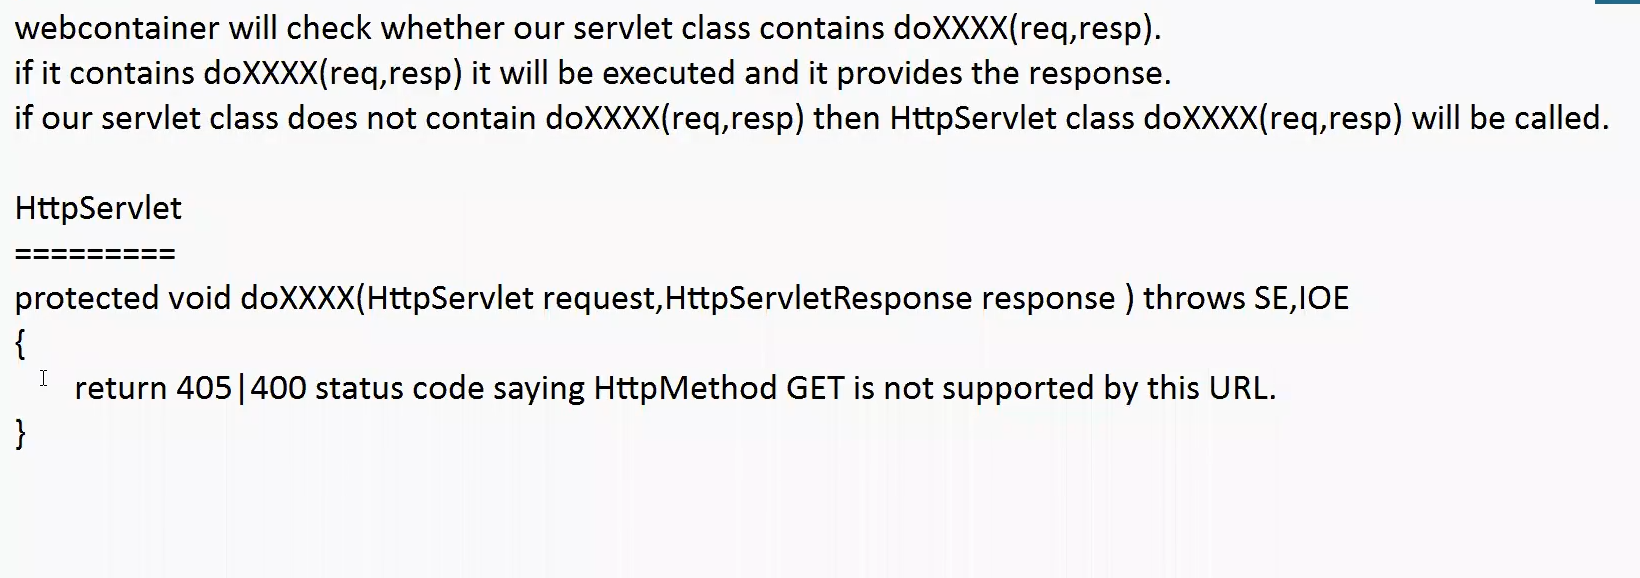 webcontainer will check whether our servlet class contains doXXXX(req,resp).
if it contains doXXXX(req,resp) it will be executed and it provides the response.
if our servlet class does not contain doXXXX(req,resp) then HttpServlet class doXXXX(req,resp) will be called.
HttpServlet
=========
protected void doXXXX(HttpServlet request,HttpServletResponse response ) throws SE,IOE
{
return 405|400 status code saying HttpMethod GET is not supported by this URL.
}